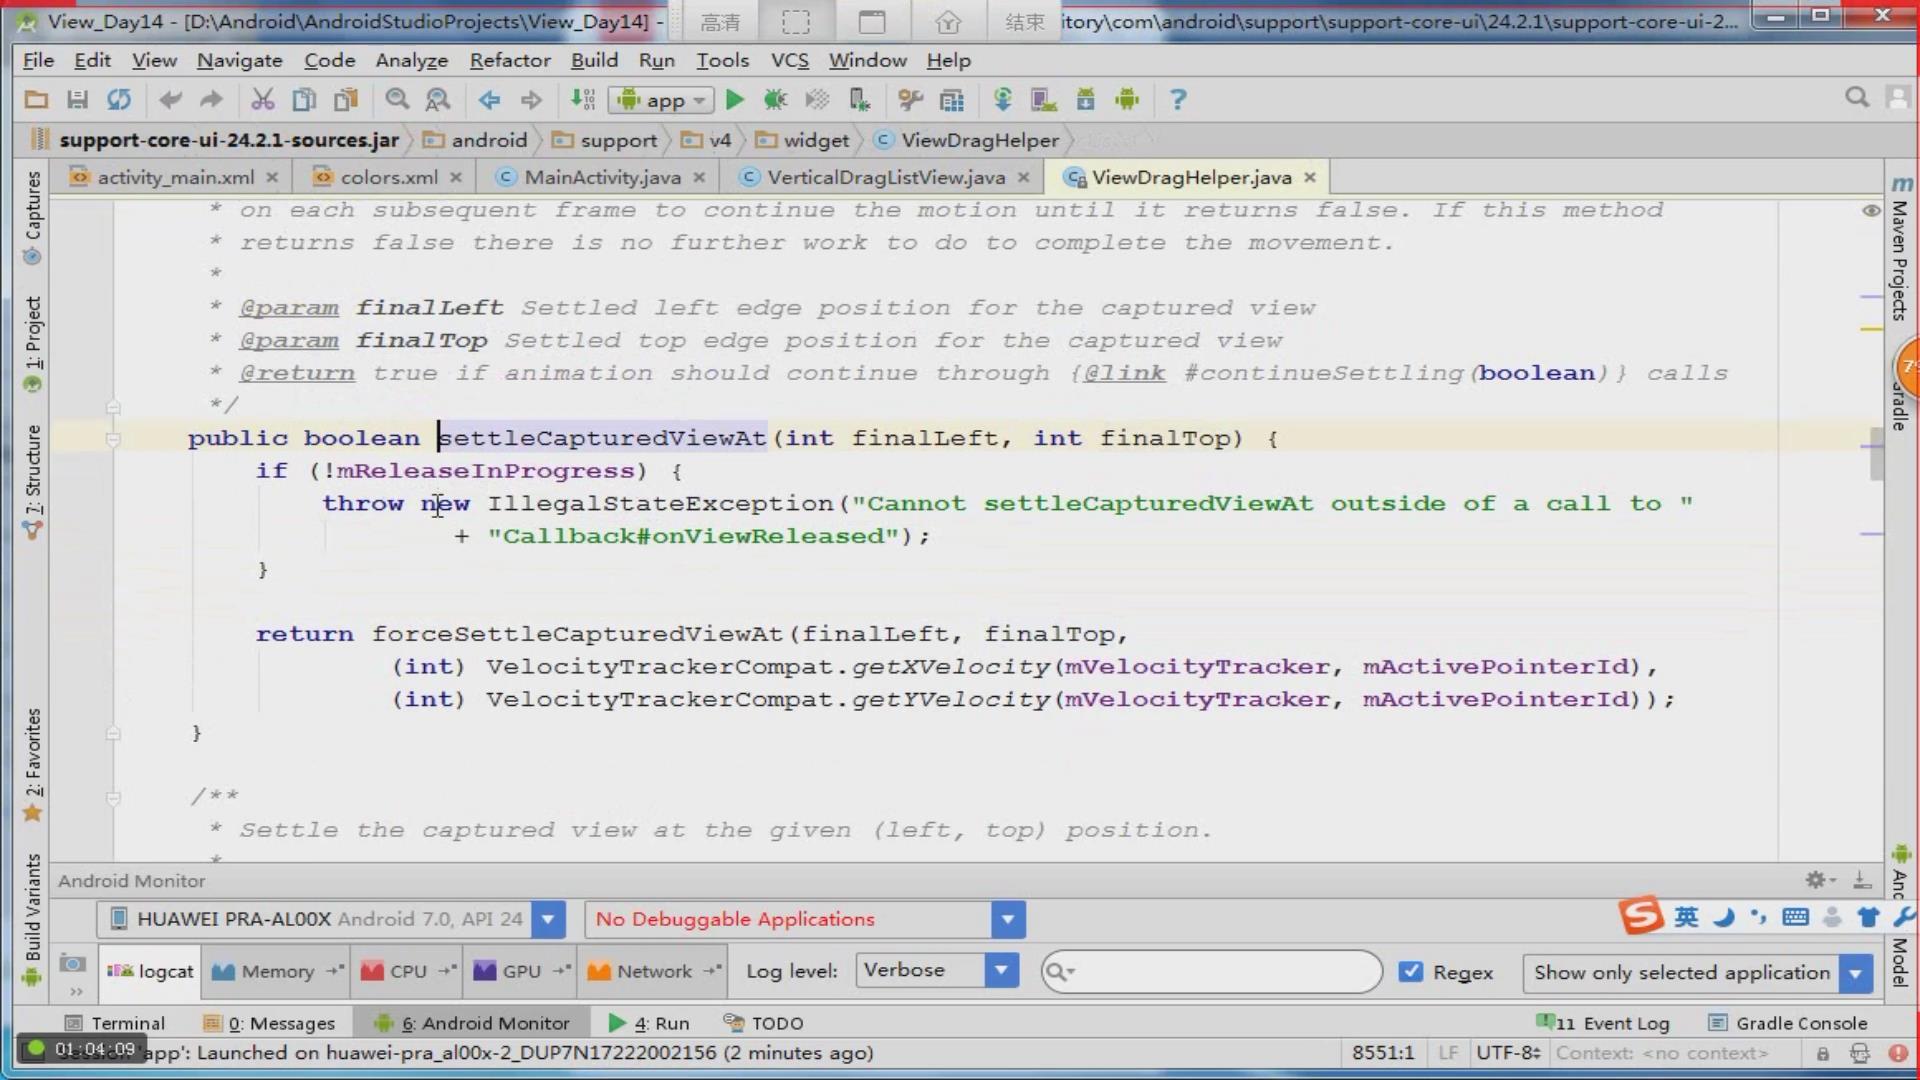 View_Day14 - [D:\Android\AndroidStudioProjects\View_Day14] -
高清
结束
itory\com\android\support\support-core-ui\24.2.1\support-core-ui-2...
File Edit View Navigate Code Analyze Refactor Build Run Tools VCS Window Help
app
support-core-ui-24.2.1-sources.jar android support v4 widget ViewDragHelper
activity_main.xml colors.xml MainActivity.java VerticalDragListView.java ViewDragHelper.java
* on each subsequent frame to continue the motion until it returns false. If this method
* returns false there is no further work to do to complete the movement.
*
* @param finalLeft Settled left edge position for the captured view
* @param finalTop Settled top edge position for the captured view
* @return true if animation should continue through {@link #continueSettling(boolean)} calls
*/
public boolean settleCapturedViewAt(int finalLeft, int finalTop) {
if (!mReleaseInProgress) {
throw new IllegalStateException("Cannot settleCapturedViewAt outside of a call to "
+ "Callback#onViewReleased");
}
return forceSettleCapturedViewAt(finalLeft, finalTop,
(int) VelocityTrackerCompat.getXVelocity(mVelocityTracker, mActivePointerId),
(int) VelocityTrackerCompat.getYVelocity(mVelocityTracker, mActivePointerId));
}
/**
* Settle the captured view at the given (left, top) position.
*
Captures
1: Project
7: Structure
2: Favorites
Build Variants
Maven Projects
adle
Model
Android Monitor
HUAWEI PRA-AL00X Android 7.0, API 24
No Debuggable Applications
英
logcat Memory CPU GPU Network Log level: Verbose Regex Show only selected application
Terminal 0: Messages 6: Android Monitor 4: Run TODO 11 Event Log Gradle Console
01:04:09 'app': Launched on huawei-pra_al00x-2_DUP7N17222002156 (2 minutes ago) 8551:1 LF UTF-8 Context: <no context>